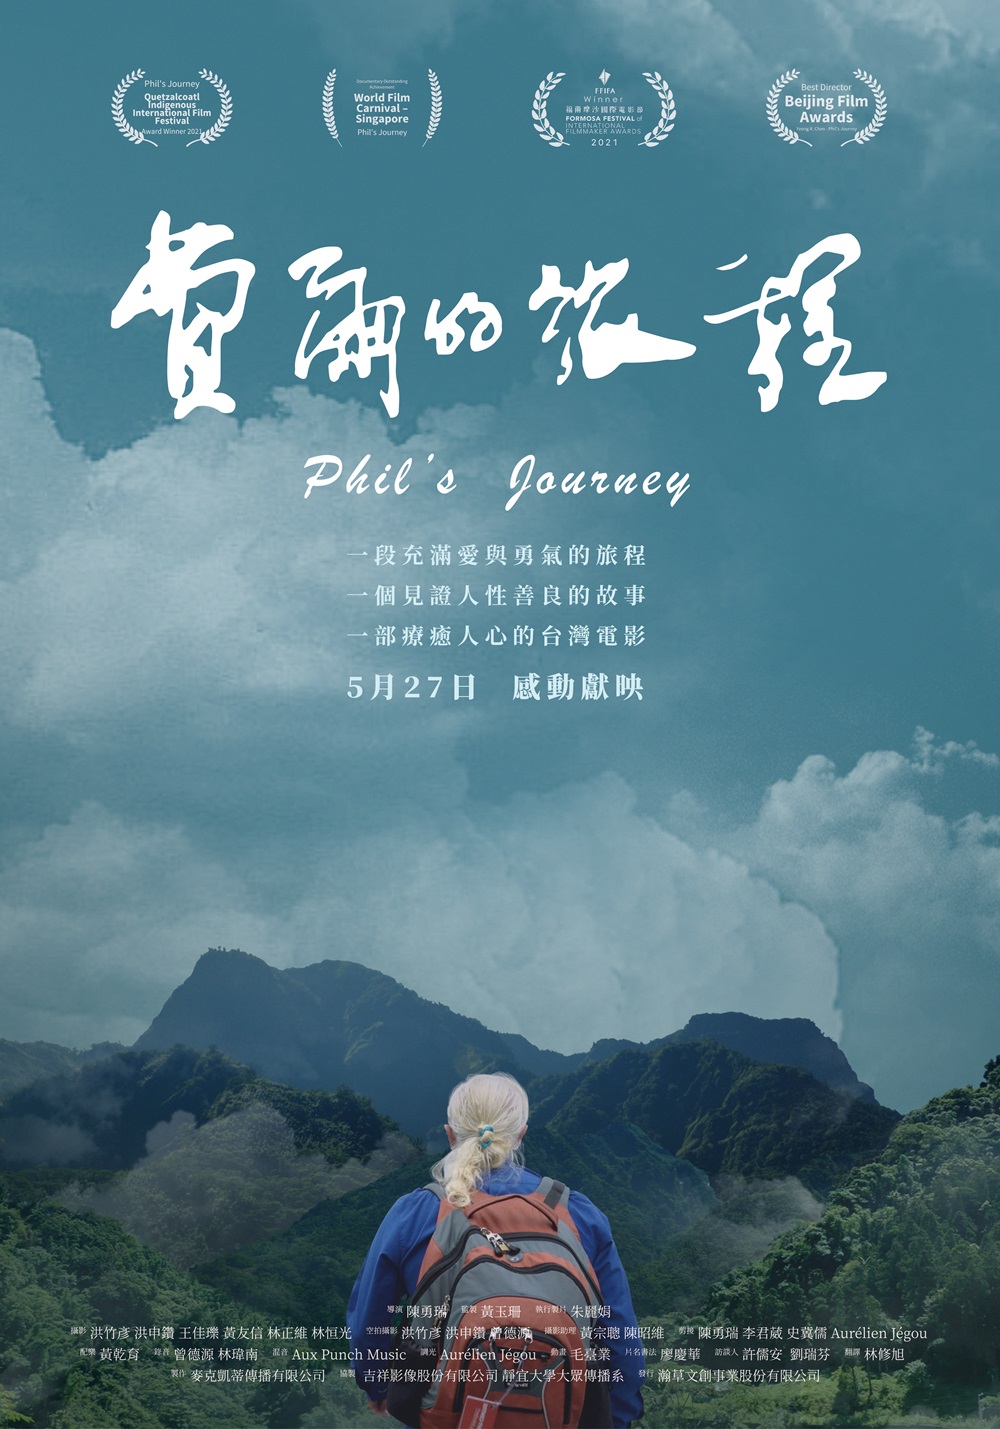 Phil's Journey
Quetzalcoatl
Indigenous
International Film
Festival
Award Winner 2021
Documentary Outstanding
Achievement
World Film
Carnival –
Singapore
Phil's Journey
FFIFA
Winner
福爾摩沙國際電影節
FORMOSA FESTIVAL of
INTERNATIONAL
FILMMAKER AWARDS
2021
Best Director
Beijing Film
Awards
費爾的旅程
Phil's Journey
一段充滿愛與勇氣的旅程
一個見證人性善良的故事
一部療癒人心的台灣電影
5月27日 感動獻映
導演 陳勇瑞 監製 黃玉珊 執行製片 朱麗娟
攝影 洪竹彥 洪申鑽 王佳瓅 黃友信 林正維 林恒光 空拍攝影 洪竹彥 洪申鑽 曾德源 攝影助理 黃宗聰 陳昭維 剪接 陳勇瑞 李君葳 史冀儒 Aurélien Jégou
配樂 黃乾育 錄音 曾德源 林瑋南 混音 Aux Punch Music 調光 Aurélien Jégou 動畫 毛臺業 片名書法 廖慶華 訪談人 許儒安 劉瑞芬 翻譯 林修旭
製作 麥克凱蒂傳播有限公司 協製 吉祥影像股份有限公司 靜宜大學大眾傳播系 發行 瀚草文創事業股份有限公司